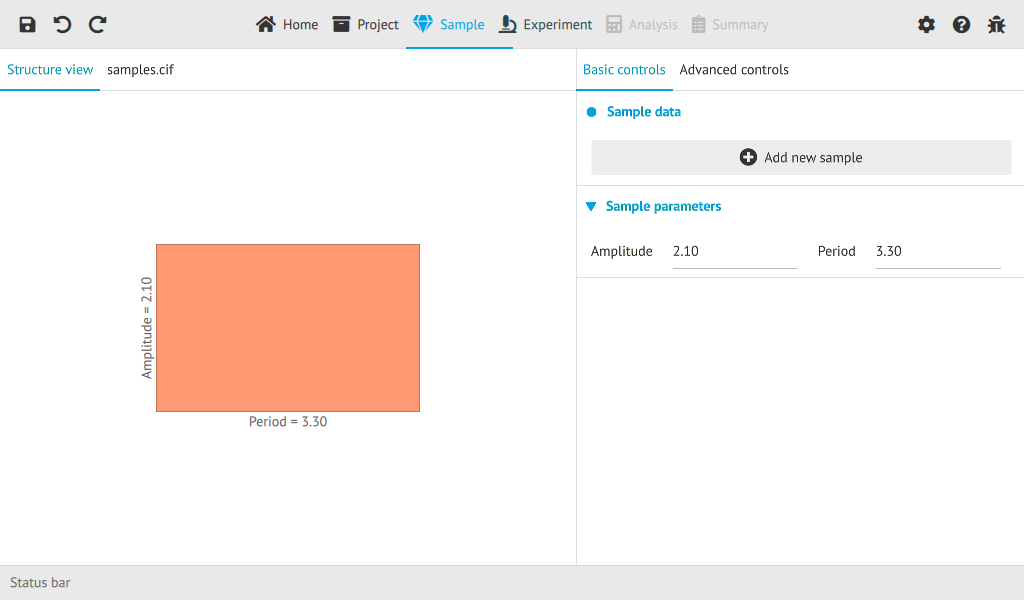 Home Project Sample Experiment Analysis Summary
Structure view samples.cif
Basic controls Advanced controls
Sample data
Add new sample
Sample parameters
Amplitude 2.10 Period 3.30
Amplitude = 2.10
Period = 3.30
Status bar